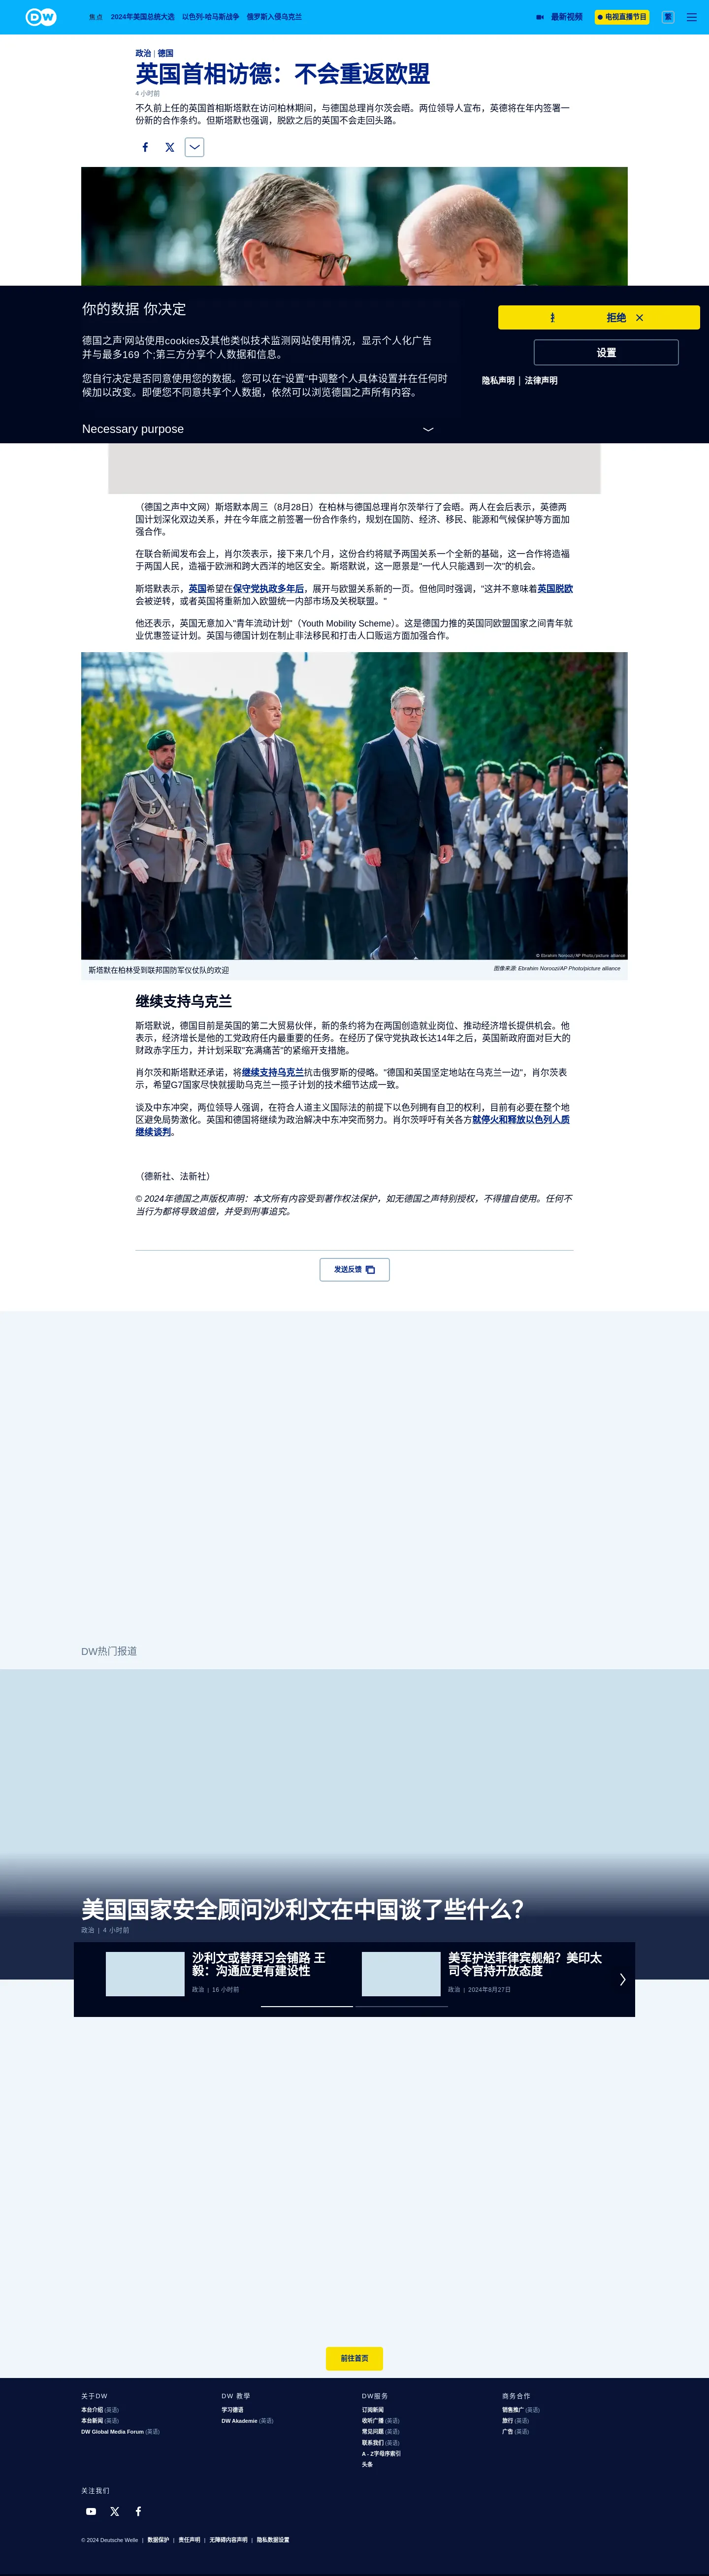 DW
焦点 2024年美国总统大选 以色列-哈马斯战争 俄罗斯入侵乌克兰
最新视频
电视直播节目
繁
政治 | 德国
英国首相访德：不会重返欧盟
4 小时前
不久前上任的英国首相斯塔默在访问柏林期间，与德国总理肖尔茨会晤。两位领导人宣布，英德将在年内签署一
份新的合作条约。但斯塔默也强调，脱欧之后的英国不会走回头路。
你的数据 你决定
德国之声'网站使用cookies及其他类似技术监测网站使用情况，显示个人化广告
并与最多169 个;第三方分享个人数据和信息。
您自行决定是否同意使用您的数据。您可以在“设置”中调整个人具体设置并在任何时
候加以改变。即便您不同意共享个人数据，依然可以浏览德国之声所有内容。
Necessary purpose
拒绝
设置
隐私声明 | 法律声明
（德国之声中文网）斯塔默本周三（8月28日）在柏林与德国总理肖尔茨举行了会晤。两人在会后表示，英德两
国计划深化双边关系，并在今年底之前签署一份合作条约，规划在国防、经济、移民、能源和气候保护等方面加
强合作。
在联合新闻发布会上，肖尔茨表示，接下来几个月，这份合约将赋予两国关系一个全新的基础，这一合作将造福
于两国人民，造福于欧洲和跨大西洋的地区安全。斯塔默说，这一愿景是"一代人只能遇到一次"的机会。
斯塔默表示，英国希望在保守党执政多年后，展开与欧盟关系新的一页。但他同时强调，"这并不意味着英国脱欧
会被逆转，或者英国将重新加入欧盟统一内部市场及关税联盟。"
他还表示，英国无意加入"青年流动计划"（Youth Mobility Scheme）。这是德国力推的英国同欧盟国家之间青年就
业优惠签证计划。英国与德国计划在制止非法移民和打击人口贩运方面加强合作。
© Ebrahim Noroozi/AP Photo/picture alliance
斯塔默在柏林受到联邦国防军仪仗队的欢迎
图像来源: Ebrahim Noroozi/AP Photo/picture alliance
继续支持乌克兰
斯塔默说，德国目前是英国的第二大贸易伙伴，新的条约将为在两国创造就业岗位、推动经济增长提供机会。他
表示，经济增长是他的工党政府任内最重要的任务。在经历了保守党执政长达14年之后，英国新政府面对巨大的
财政赤字压力，并计划采取"充满痛苦"的紧缩开支措施。
肖尔茨和斯塔默还承诺，将继续支持乌克兰抗击俄罗斯的侵略。"德国和英国坚定地站在乌克兰一边"，肖尔茨表
示，希望G7国家尽快就援助乌克兰一揽子计划的技术细节达成一致。
谈及中东冲突，两位领导人强调，在符合人道主义国际法的前提下以色列拥有自卫的权利，目前有必要在整个地
区避免局势激化。英国和德国将继续为政治解决中东冲突而努力。肖尔茨呼吁有关各方就停火和释放以色列人质
继续谈判。
（德新社、法新社）
© 2024年德国之声版权声明：本文所有内容受到著作权法保护，如无德国之声特别授权，不得擅自使用。任何不
当行为都将导致追偿，并受到刑事追究。
发送反馈
DW热门报道
美国国家安全顾问沙利文在中国谈了些什么？
政治 | 4 小时前
沙利文或替拜习会铺路 王
毅：沟通应更有建设性
政治 | 16 小时前
美军护送菲律宾舰船？美印太
司令官持开放态度
政治 | 2024年8月27日
前往首页
关于DW
本台介绍 (英语)
本台新闻 (英语)
DW Global Media Forum (英语)
DW 教学
学习德语
DW Akademie (英语)
DW服务
订阅新闻
收听广播 (英语)
常见问题 (英语)
联系我们 (英语)
A - Z字母序索引
头条
商务合作
销售推广 (英语)
旅行 (英语)
广告 (英语)
关注我们
© 2024 Deutsche Welle | 数据保护 | 责任声明 | 无障碍内容声明 | 隐私数据设置